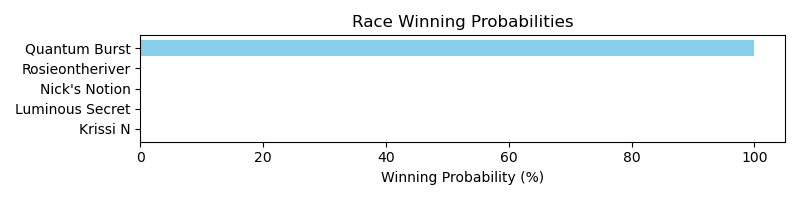 Race Winning Probabilities
Quantum Burst
Rosieontheriver
Nick's Notion
Luminous Secret
Krissi N
0 20 40 60 80 100
Winning Probability (%)